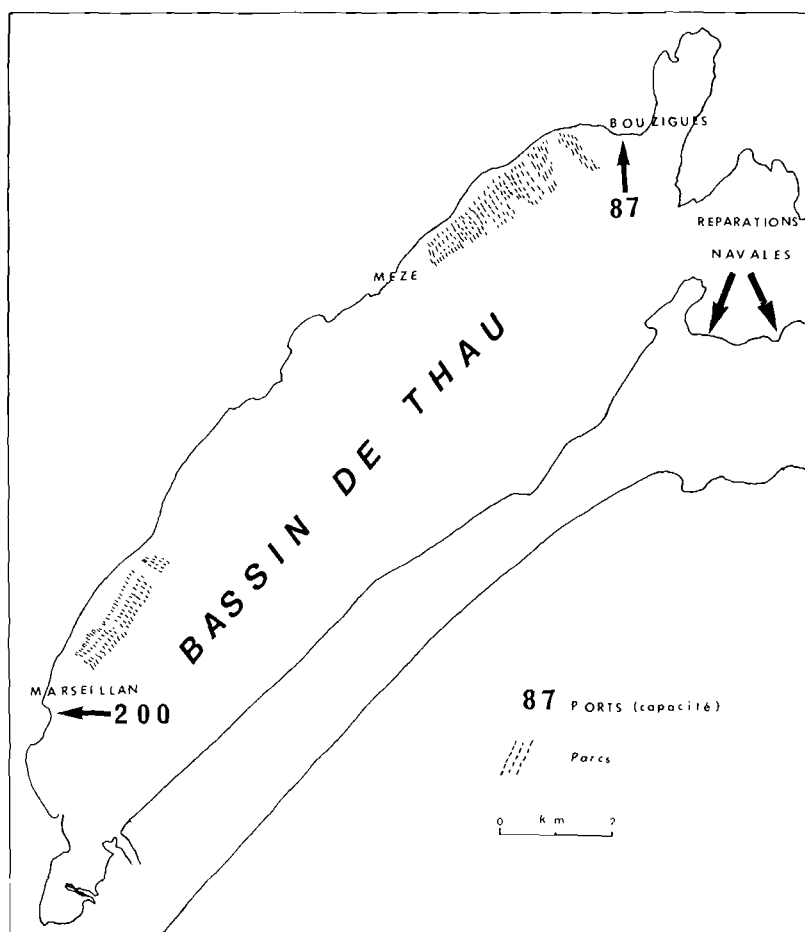 BOUZIGUES
87
REPARATIONS
NAVALES
MEZE
BASSIN DE THAU
MARSEILLAN
200
87 PORTS (capacité)
Parcs
0 km 2